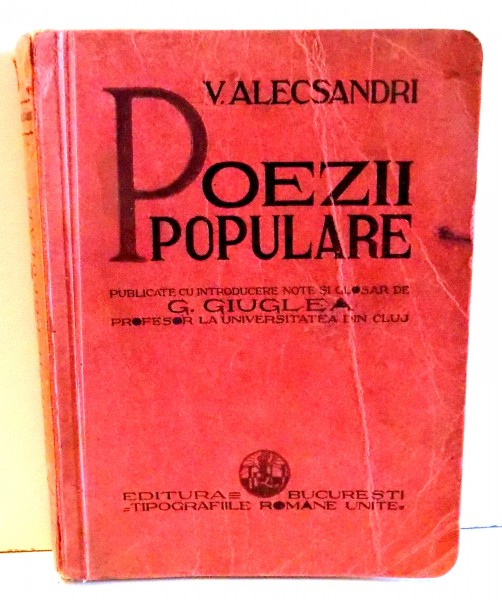 V. ALECSANDRI
POEZII
POPULARE
PUBLICATE CU INTRODUCERE NOTE ȘI GLOSAR DE
G. GIUGLEA
PROFESOR LA UNIVERSITATEA DIN CLUJ
EDITURA = BUCUREȘTI
=TIPOGRAFIILE ROMÂNE UNITE=